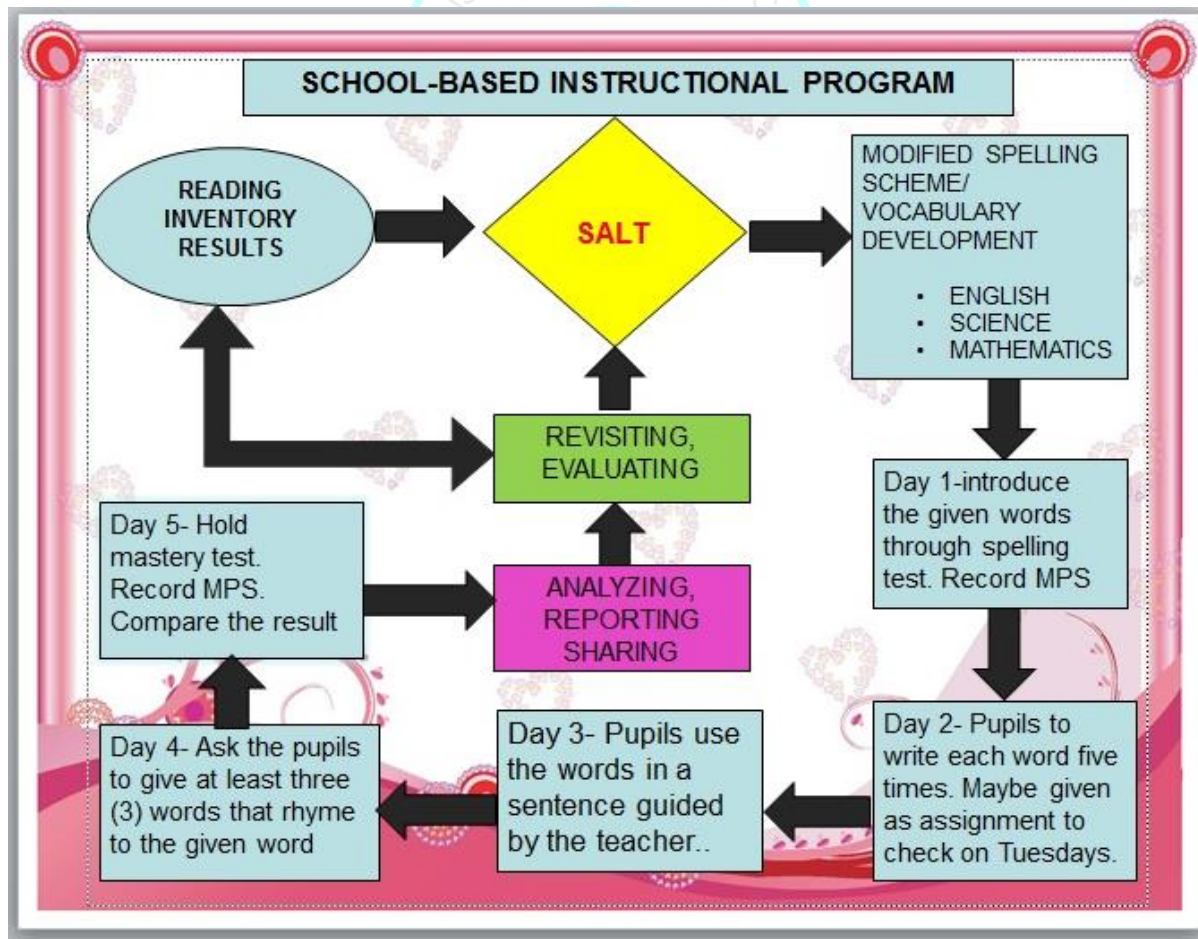 SCHOOL-BASED INSTRUCTIONAL PROGRAM
READING
INVENTORY
RESULTS
SALT
MODIFIED SPELLING
SCHEME/
VOCABULARY
DEVELOPMENT
• ENGLISH
• SCIENCE
• MATHEMATICS
Day 1-introduce
the given words
through spelling
test. Record MPS
Day 2- Pupils to
write each word five
times. Maybe given
as assignment to
check on Tuesdays.
Day 3- Pupils use
the words in a
sentence guided
by the teacher..
Day 4- Ask the pupils
to give at least three
(3) words that rhyme
to the given word
Day 5- Hold
mastery test.
Record MPS.
Compare the result
ANALYZING,
REPORTING
SHARING
REVISITING,
EVALUATING